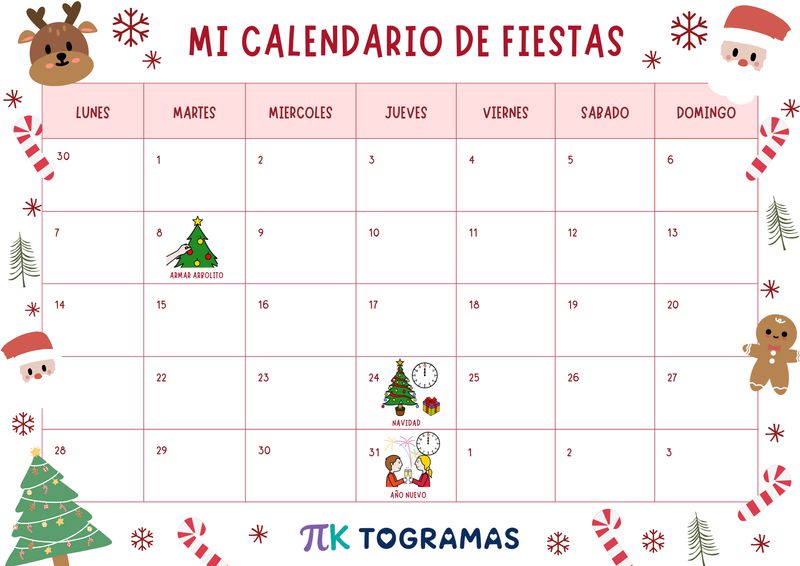 MI CALENDARIO DE FIESTAS
LUNES MARTES MIERCOLES JUEVES VIERNES SABADO DOMINGO
30 1 2 3 4 5 6
7 8 9 10 11 12 13
ARMAR ARBOLITO
14 15 16 17 18 19 20
22 23 24 25 26 27
NAVIDAD
28 29 30 31 1 2 3
AÑO NUEVO
πK TOGRAMAS